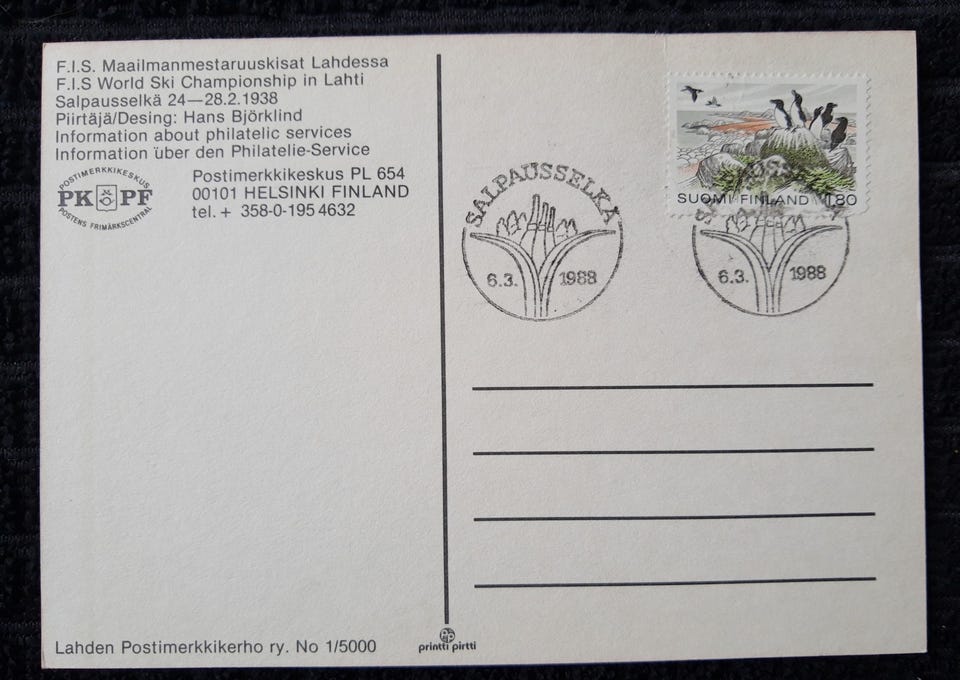 F.I.S. Maailmanmestaruuskisat Lahdessa
F.I.S World Ski Championship in Lahti
Salpausselkä 24—28.2.1938
Piirtäjä/Desing: Hans Björklind
Information about philatelic services
Information über den Philatelie-Service
POSTIMERKKIKESKUS
PK PF
POSTENS FRIMÄRKSCENTRAL
Postimerkkikeskus PL 654
00101 HELSINKI FINLAND
tel. + 358-0-195 4632
SUOMI-FINLAND 1.80
SALPAUSSELKÄ
6.3. 1988
6.3. 1988
Lahden Postimerkkikerho ry. No 1/5000
printti pirtti